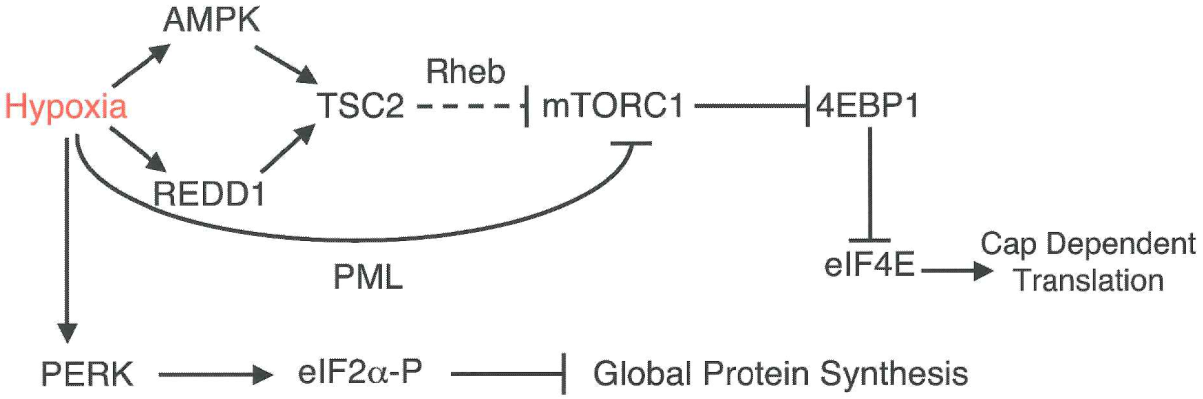 AMPK
Rheb
Hypoxia
TSC2
mTORC1
4EBP1
REDD1
Cap Dependent
eIF4E
Translation
PML
PERK
eIF2α-P
Global Protein Synthesis